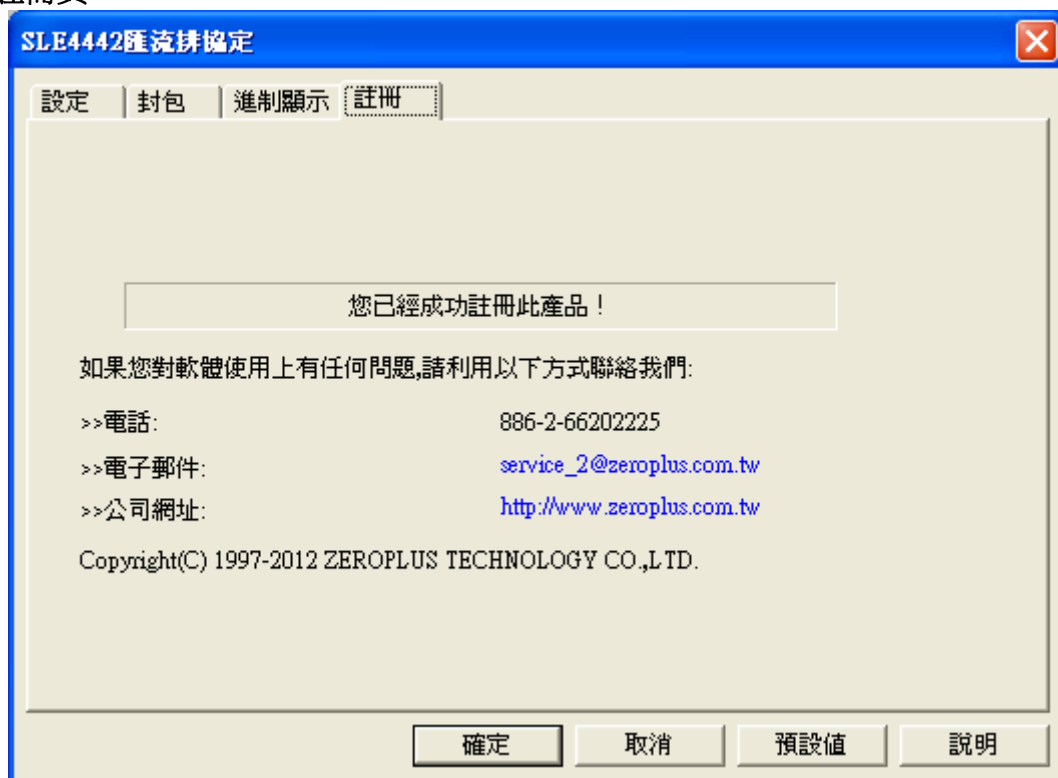 SLE4442匯流排協定
設定 封包 進制顯示 註冊
您已經成功註冊此產品！
如果您對軟體使用上有任何問題,請利用以下方式聯絡我們:
>>電話: 886-2-66202225
>>電子郵件: service_2@zeroplus.com.tw
>>公司網址: http://www.zeroplus.com.tw
Copyright(C) 1997-2012 ZEROPLUS TECHNOLOGY CO.,LTD.
確定 取消 預設值 說明